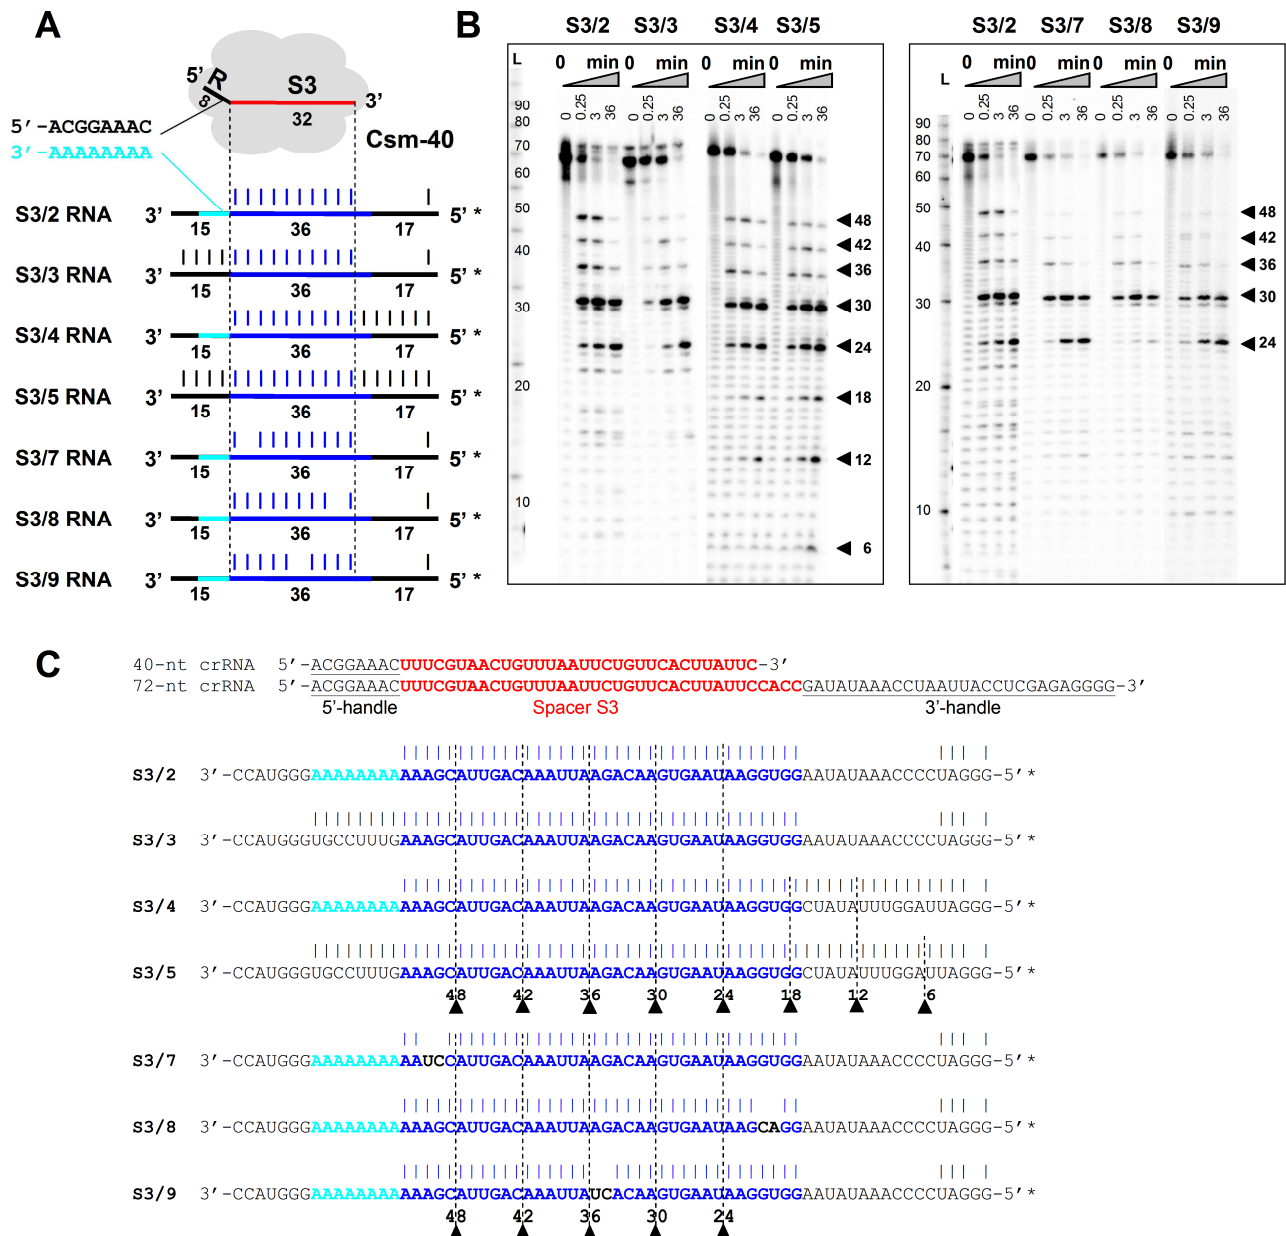 A
5’
R
8
S3
32
3’
Csm-40
5’-ACGGAAAC
3’-AAAAAAAA
S3/2 RNA 3’ 15 36 17 5’ *
S3/3 RNA 3’ 15 36 17 5’ *
S3/4 RNA 3’ 15 36 17 5’ *
S3/5 RNA 3’ 15 36 17 5’ *
S3/7 RNA 3’ 15 36 17 5’ *
S3/8 RNA 3’ 15 36 17 5’ *
S3/9 RNA 3’ 15 36 17 5’ *
B
S3/2 S3/3 S3/4 S3/5
L 0 min 0 min 0 min 0 min
0.25 3 36 0.25 3 36 0.25 3 36 0.25 3 36
90
80
70
60
50
40
30
20
10
48
42
36
30
24
18
12
6
S3/2 S3/7 S3/8 S3/9
L 0 min 0 min 0 min 0 min
0.25 3 36 0.25 3 36 0.25 3 36 0.25 3 36
90
80
70
60
50
40
30
20
10
48
42
36
30
24
C
40-nt crRNA 5’-ACGGAAACUUUCGUAACUGUUUAAUUCUGUUCACUUAUUC-3’
72-nt crRNA 5’-ACGGAAACUUUCGUAACUGUUUAAUUCUGUUCACUUAUUCCACCGAUAUAAACCUAAUUACCUCGAGAGGGG-3’
5’-handle Spacer S3 3’-handle
S3/2 3’-CCAUGGGAAAAAAAAAAAGCAUUGACAAAUUAAGACAAGUGAAUAAGGUGGAAUAUAAACCCCUAGGG-5’*
S3/3 3’-CCAUGGGUGCCUUUGAAAGCAUUGACAAAUUAAGACAAGUGAAUAAGGUGGAAUAUAAACCCCUAGGG-5’*
S3/4 3’-CCAUGGGAAAAAAAAAAAGCAUUGACAAAUUAAGACAAGUGAAUAAGGUGGCUAUAUUUGGAUUAGGG-5’*
S3/5 3’-CCAUGGGUGCCUUUGAAAGCAUUGACAAAUUAAGACAAGUGAAUAAGGUGGCUAUAUUUGGAUUAGGG-5’*
48 42 36 30 24 18 12 6
S3/7 3’-CCAUGGGAAAAAAAAAAUCCAUUGACAAAUUAAGACAAGUGAAUAAGGUGGAAUAUAAACCCCUAGGG-5’*
S3/8 3’-CCAUGGGAAAAAAAAAAAGCAUUGACAAAUUAAGACAAGUGAAUAAGCAGGAAUAUAAACCCCUAGGG-5’*
S3/9 3’-CCAUGGGAAAAAAAAAAAGCAUUGACAAAUUAUCACAAGUGAAUAAGGUGGAAUAUAAACCCCUAGGG-5’*
48 42 36 30 24